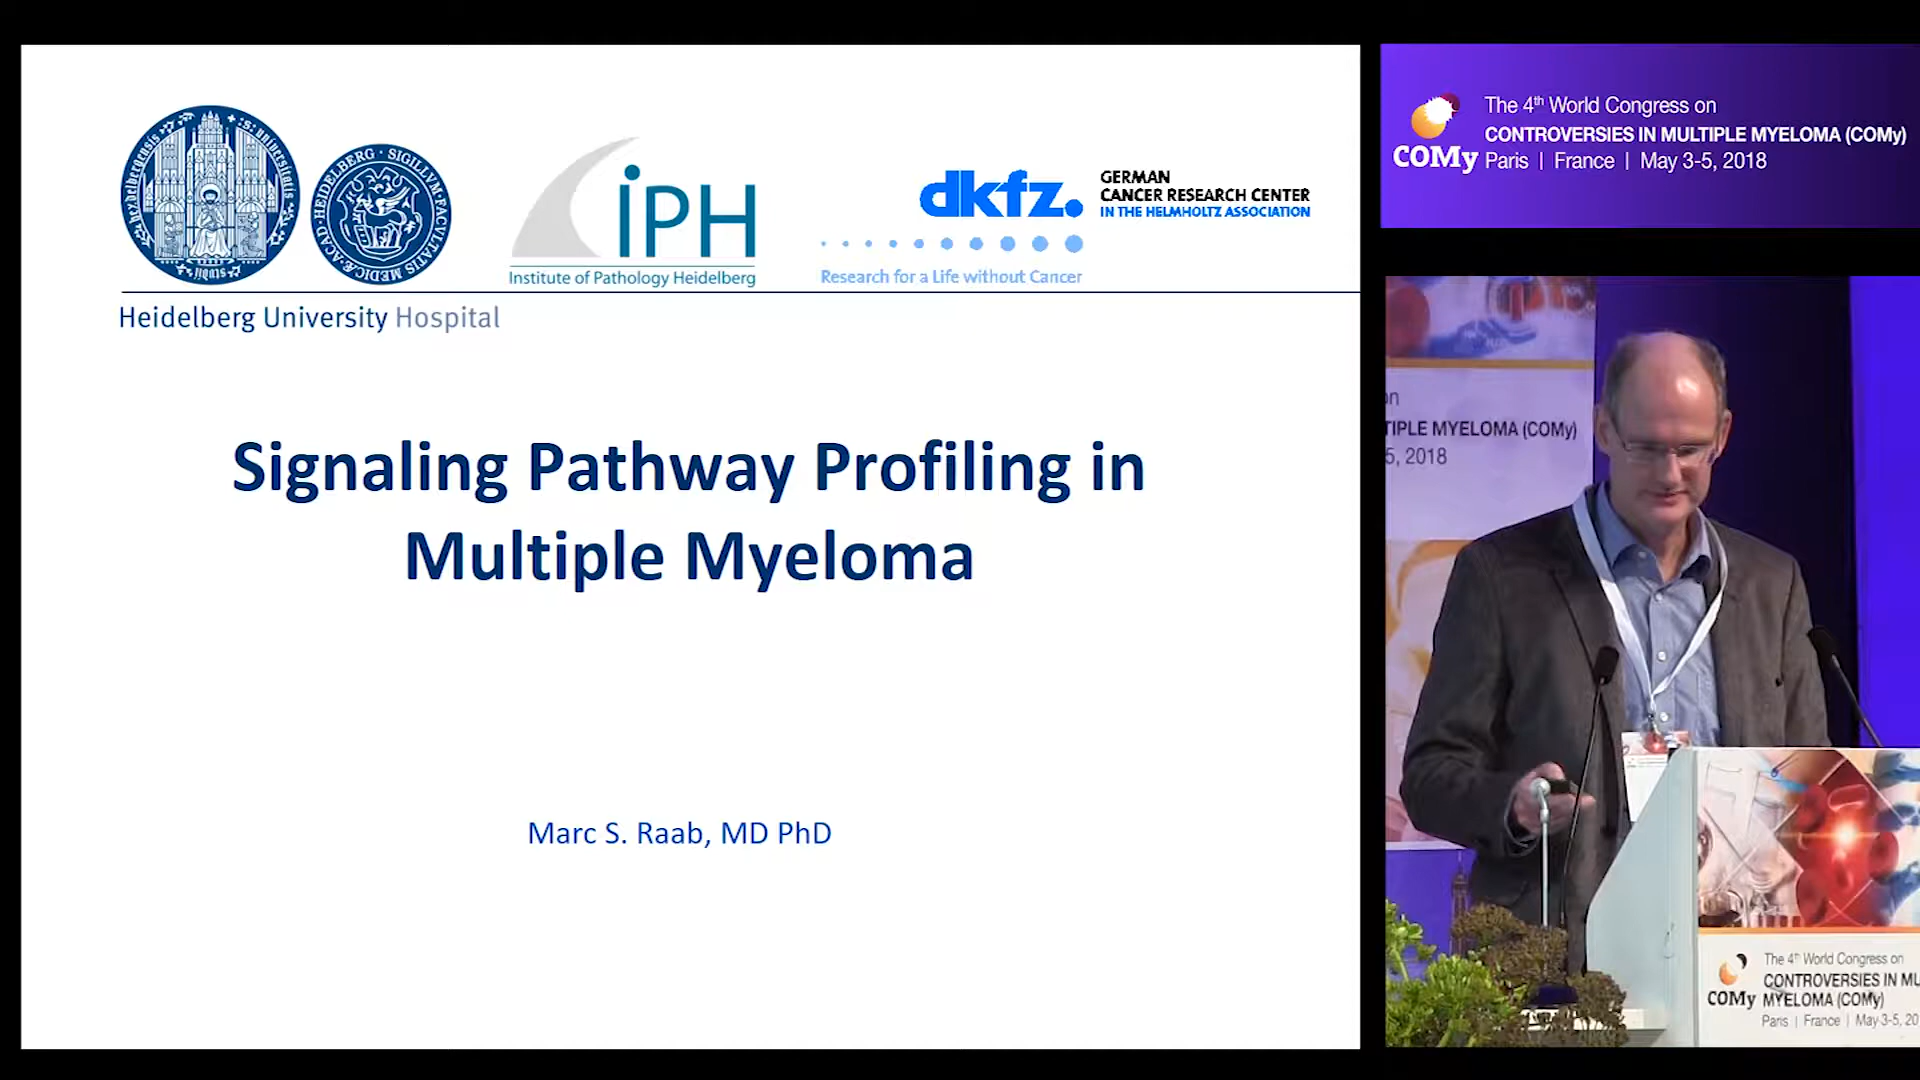 iPH
Institute of Pathology Heidelberg
dkfz.
GERMAN
CANCER RESEARCH CENTER
IN THE HELMHOLTZ ASSOCIATION
Research for a Life without Cancer
Heidelberg University Hospital
Signaling Pathway Profiling in
Multiple Myeloma
Marc S. Raab, MD PhD
COMy
The 4th World Congress on
CONTROVERSIES IN MULTIPLE MYELOMA (COMy)
Paris | France | May 3-5, 2018
on
TIPLE MYELOMA (COMy)
5, 2018
COMy
The 4th World Congress on
CONTROVERSIES IN MU
MYELOMA (COMy)
Paris | France | May 3-5, 20